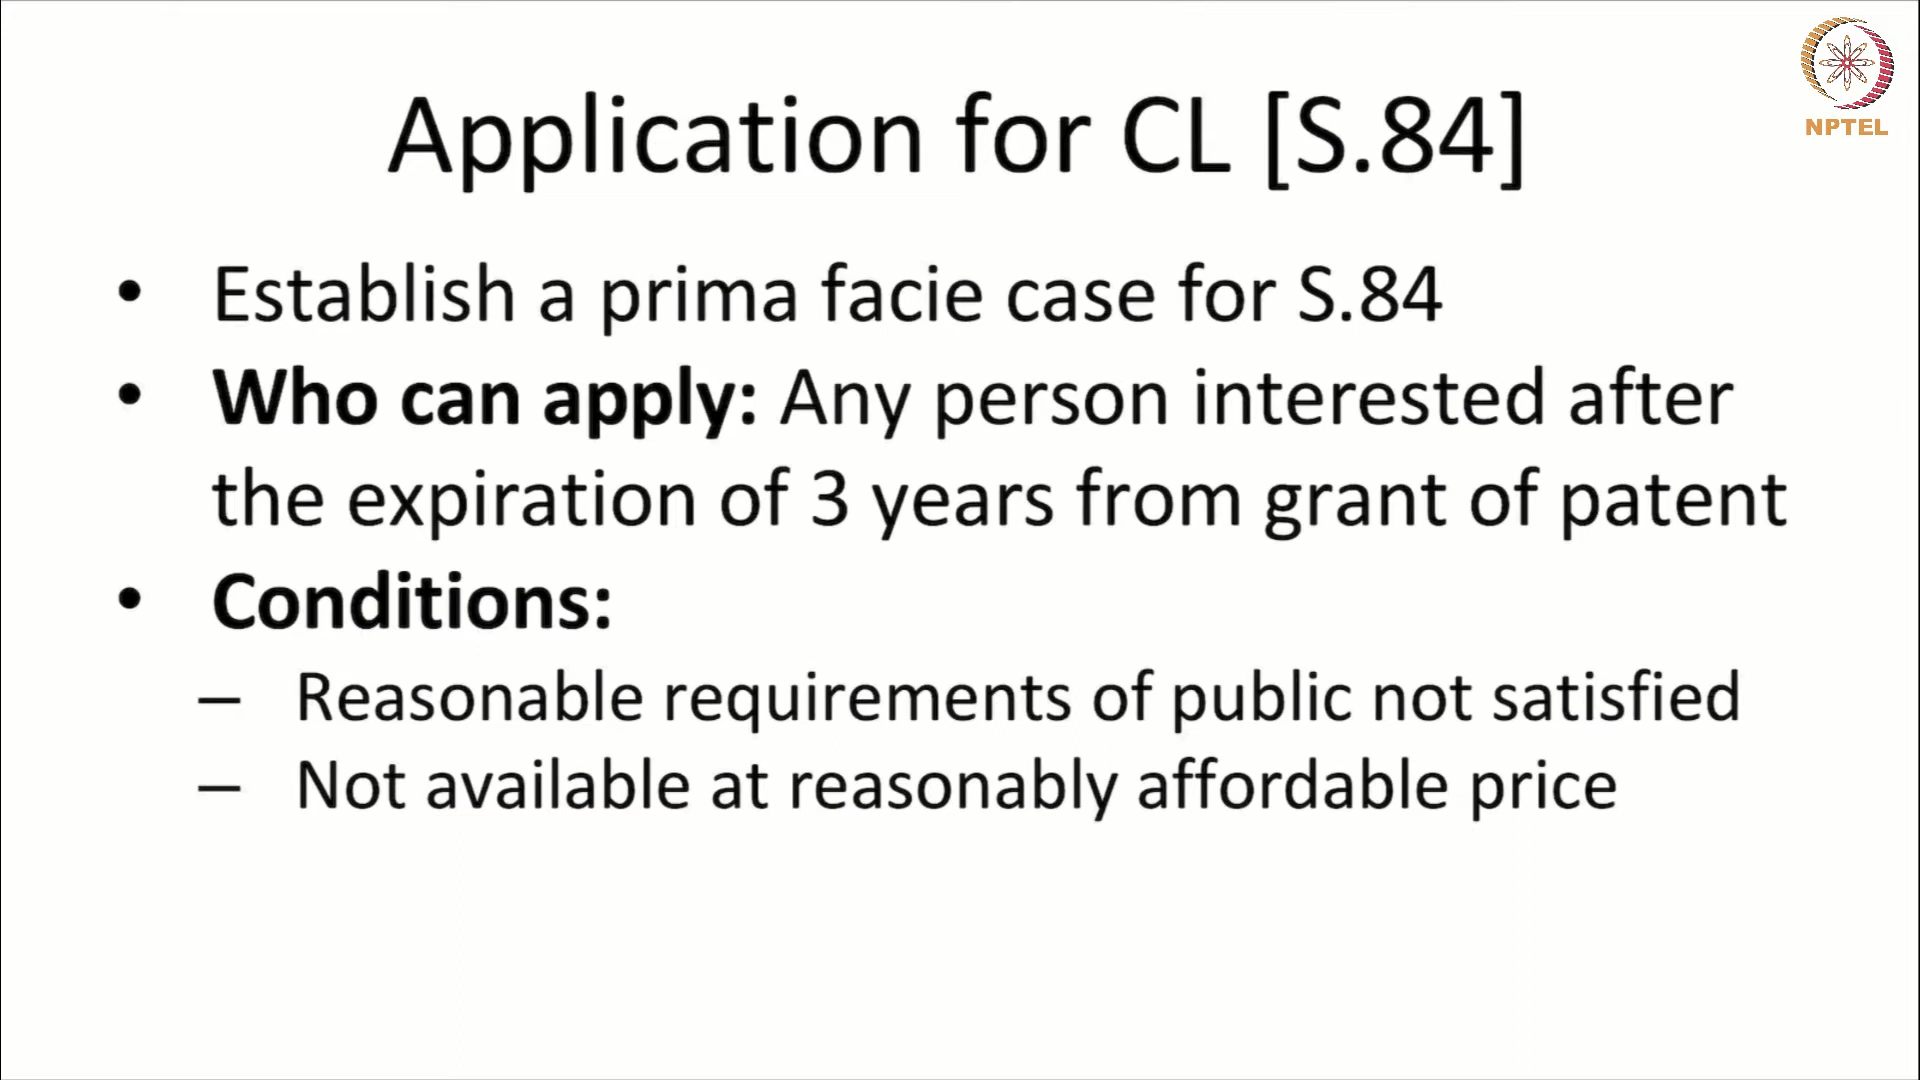 NPTEL
Application for CL [S.84]
• Establish a prima facie case for S.84
• Who can apply: Any person interested after
the expiration of 3 years from grant of patent
• Conditions:
– Reasonable requirements of public not satisfied
– Not available at reasonably affordable price